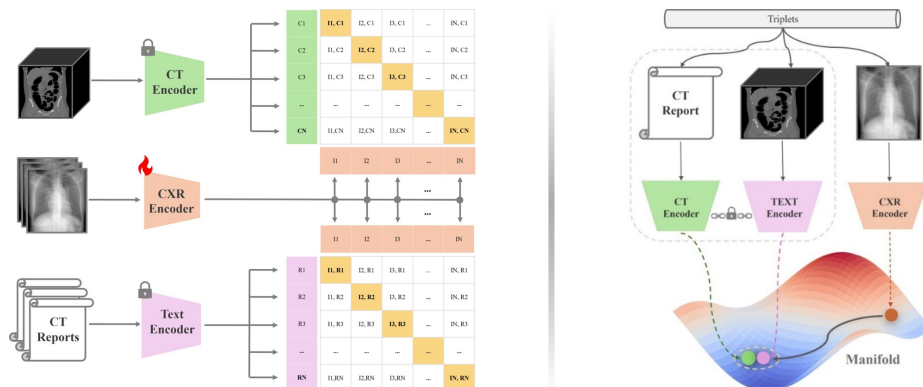 C1 I1, C1 I2, C1 I3, C1 ... IN, C1
C2 I1, C2 I2, C2 I3, C2 ... IN, C2
CT
Encoder
C3 I1, C3 I2, C3 I3, C3 ... IN, C3
... ... ... ... ... ...
CN I1,CN I2,CN I3,CN ... IN, CN
I1 I2 I3 ... IN
CXR
Encoder
...
...
I1 I2 I3 ... IN
R1 I1, R1 I2, R1 I3, R1 ... IN, R1
R2 I1, R2 I2, R2 I3, R2 ... IN, R2
CT
Reports
Text
Encoder
R3 I1, R3 I2, R3 I3, R3 ... IN, R3
... ... ... ... ... ...
RN I1,RN I2,RN I3,RN ... IN, RN
Triplets
CT
Report
CT
Encoder
TEXT
Encoder
CXR
Encoder
Manifold